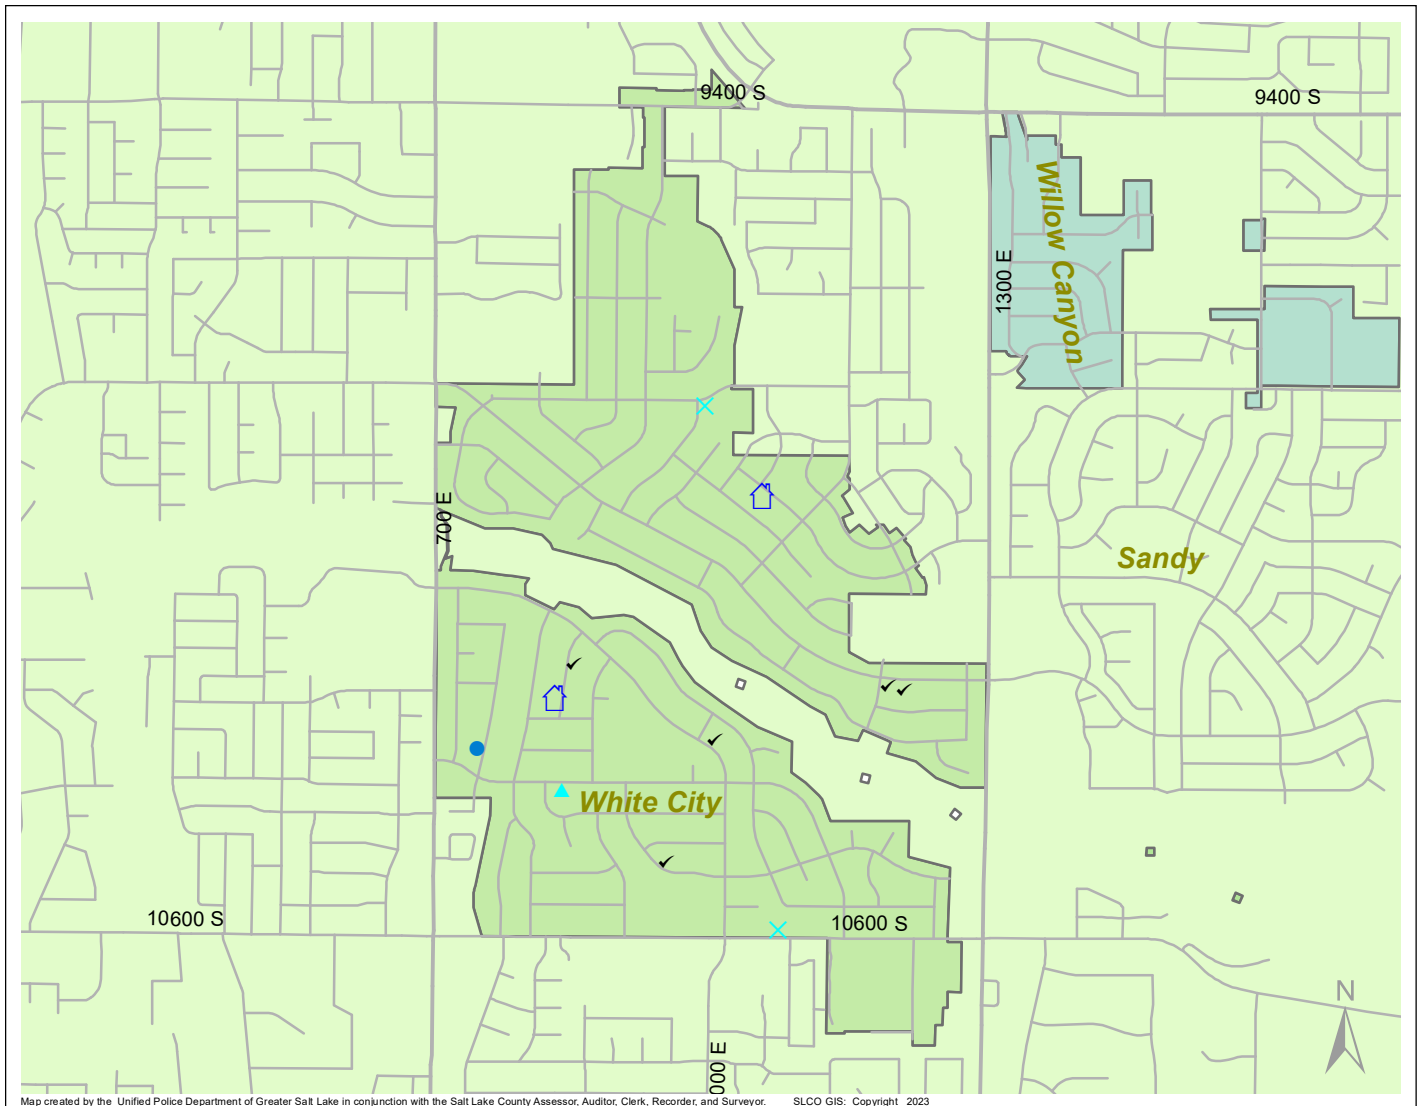 9400 S
9400 S
Willow Canyon
1300 E
700 E
Sandy
White City
10600 S
10600 S
N
000 E
Map created by the Unified Police Department of Greater Salt Lake in conjunction with the Salt Lake County Assessor, Auditor, Clerk, Recorder, and Surveyor. SLCO GIS: Copyright 2023